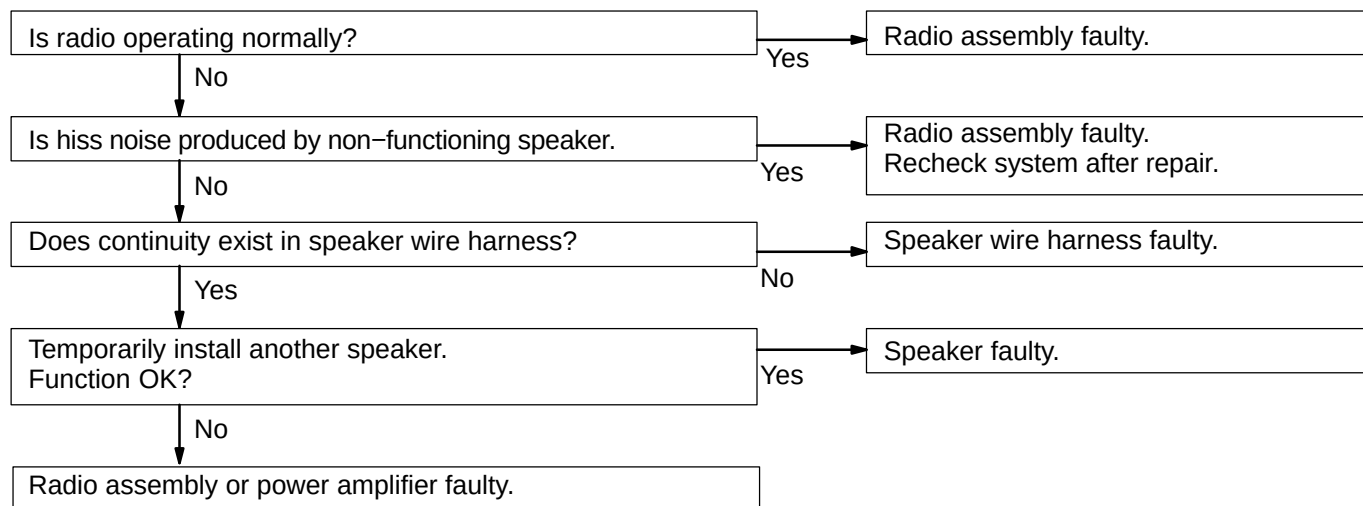 Is radio operating normally?
Yes
Radio assembly faulty.
No
Is hiss noise produced by non−functioning speaker.
Yes
Radio assembly faulty.
Recheck system after repair.
No
Does continuity exist in speaker wire harness?
No
Speaker wire harness faulty.
Yes
Temporarily install another speaker.
Function OK?
Yes
Speaker faulty.
No
Radio assembly or power amplifier faulty.